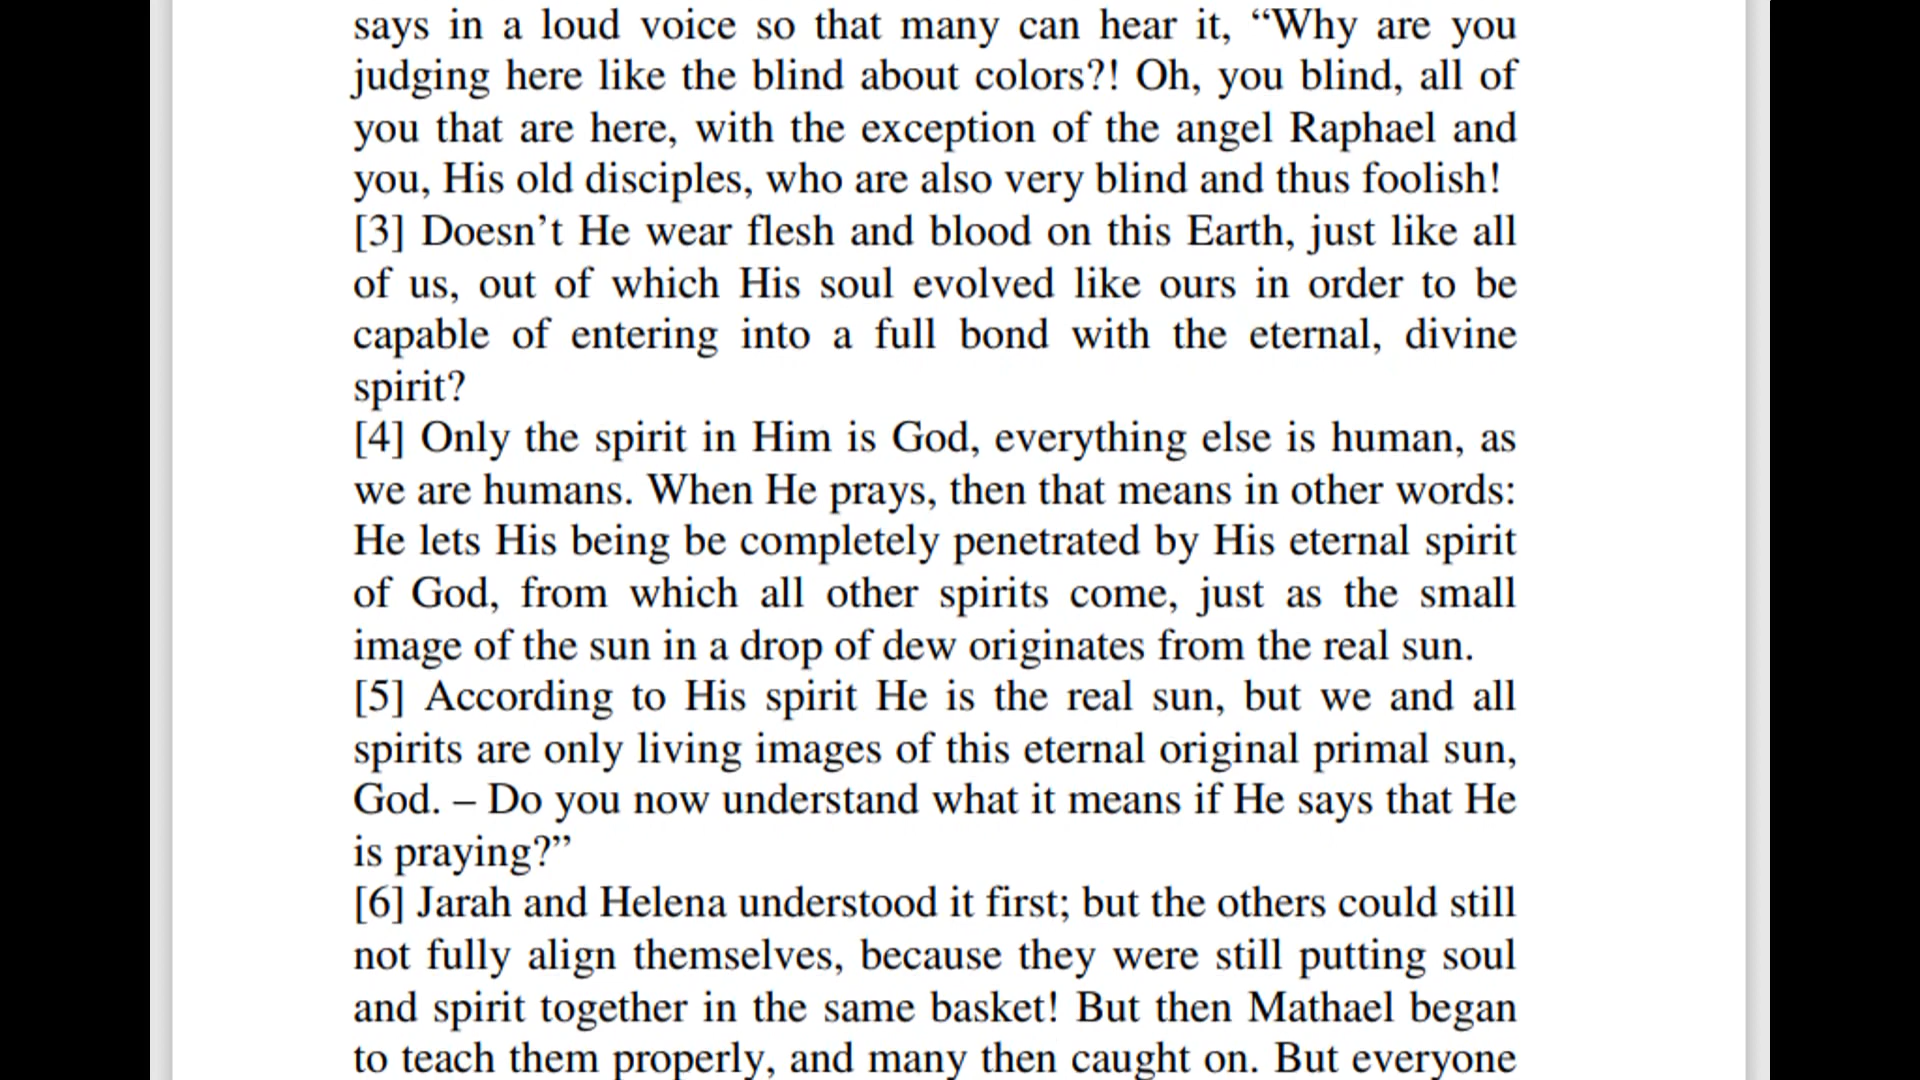 says in a loud voice so that many can hear it, “Why are you
judging here like the blind about colors?! Oh, you blind, all of
you that are here, with the exception of the angel Raphael and
you, His old disciples, who are also very blind and thus foolish!
[3] Doesn’t He wear flesh and blood on this Earth, just like all
of us, out of which His soul evolved like ours in order to be
capable of entering into a full bond with the eternal, divine
spirit?
[4] Only the spirit in Him is God, everything else is human, as
we are humans. When He prays, then that means in other words:
He lets His being be completely penetrated by His eternal spirit
of God, from which all other spirits come, just as the small
image of the sun in a drop of dew originates from the real sun.
[5] According to His spirit He is the real sun, but we and all
spirits are only living images of this eternal original primal sun,
God. – Do you now understand what it means if He says that He
is praying?”
[6] Jarah and Helena understood it first; but the others could still
not fully align themselves, because they were still putting soul
and spirit together in the same basket! But then Mathael began
to teach them properly, and many then caught on. But everyone